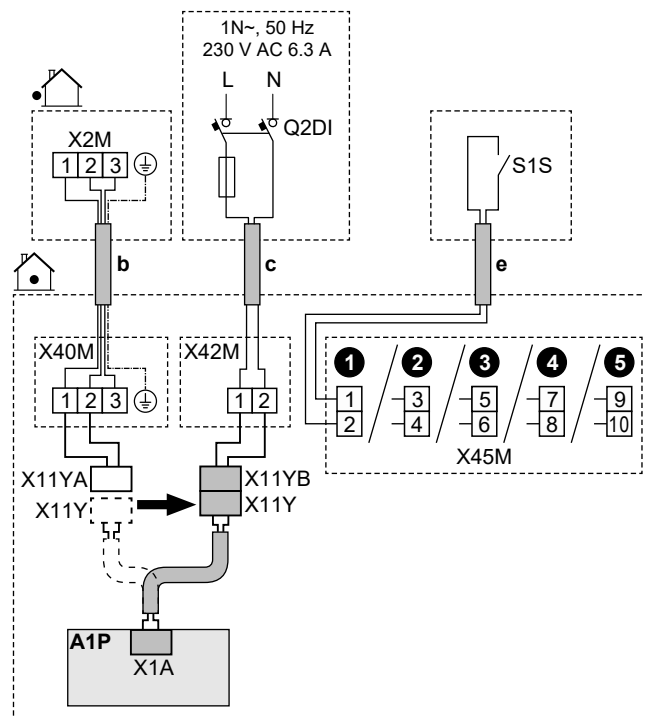 1N~, 50 Hz
230 V AC 6.3 A
L N
X2M
1 2 3
Q2DI
S1S
b c e
X40M
1 2 3
X42M
1 2
1 2 3 4 5
1 3 5 7 9
2 4 6 8 10
X45M
X11YA
X11YB
X11Y
X11Y
A1P
X1A